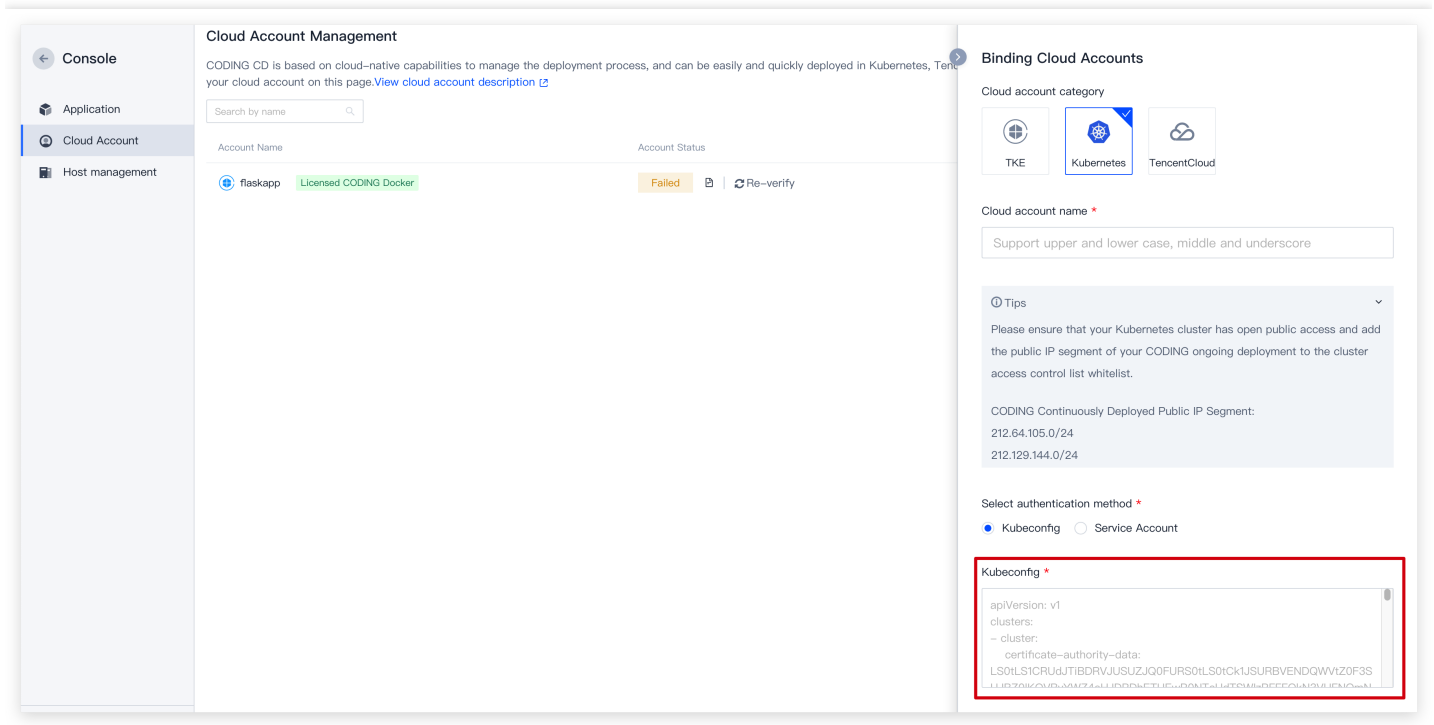 Console
Application
Cloud Account
Host management
Cloud Account Management
CODING CD is based on cloud-native capabilities to manage the deployment process, and can be easily and quickly deployed in Kubernetes,
your cloud account on this page.View cloud account description
Search by name
Account Name Account Status
flaskapp Licensed CODING Docker Failed Re-verify
Binding Cloud Accounts
Cloud account category
TKE Kubernetes TencentCloud
Cloud account name *
Support upper and lower case, middle and underscore
Tips
Please ensure that your Kubernetes cluster has open public access and add
the public IP segment of your CODING ongoing deployment to the cluster
access control list whitelist.
CODING Continuously Deployed Public IP Segment:
212.64.105.0/24
212.129.144.0/24
Select authentication method *
Kubeconfig Service Account
Kubeconfig *
apiVersion: v1
clusters:
- cluster:
certificate-authority-data:
LS0tLS1CRUdJTiBDRVJUSUZJQ0FURS0tLS0tCk1JSURBVENDQWVtZ0F3S